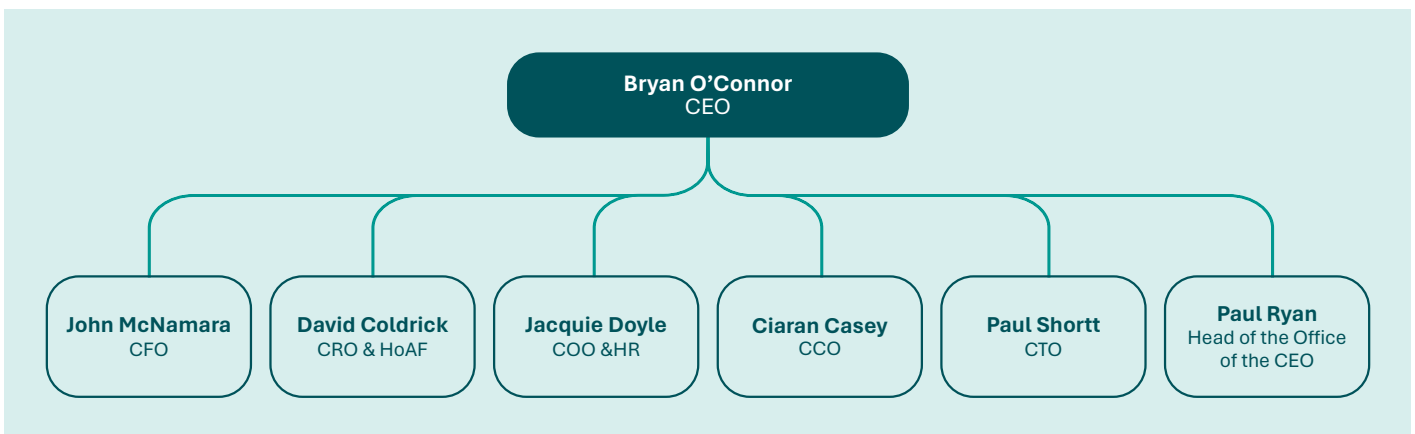 Bryan O’Connor
CEO
John McNamara
CFO
David Coldrick
CRO & HoAF
Jacquie Doyle
COO &HR
Ciaran Casey
CCO
Paul Shortt
CTO
Paul Ryan
Head of the Office
of the CEO